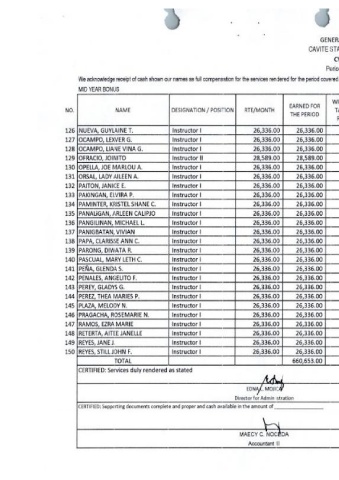 GENER
CAVITE STA
Perio
We acknowledge receipt of cash shown our names as full compensation for the services rendered for the period covered
MID YEAR BONUS
NO. NAME DESIGNATION / POSITION RTE/MONTH EARNED FOR THE PERIOD
126 NUEVA, GUYLAINE T. Instructor I 26,336.00 26,336.00
127 OCAMPO, LEXVER G. Instructor I 26,336.00 26,336.00
128 OCAMPO, LIANE VINA G. Instructor I 26,336.00 26,336.00
129 OFRACIO, JOINITO Instructor II 28,589.00 28,589.00
130 OPELLA, JOE MARLOU A. Instructor I 26,336.00 26,336.00
131 ORSAL, LADY AILEEN A. Instructor I 26,336.00 26,336.00
132 PAITON, JANICE E. Instructor I 26,336.00 26,336.00
133 PAKINGAN, ELVIRA P. Instructor I 26,336.00 26,336.00
134 PAMINTER, KRISTEL SHANE C. Instructor I 26,336.00 26,336.00
135 PANALIGAN, ARLEEN CALIPJO Instructor I 26,336.00 26,336.00
136 PANGILINAN, MICHAEL L. Instructor I 26,336.00 26,336.00
137 PANIGBATAN, VIVIAN Instructor I 26,336.00 26,336.00
138 PAPA, CLARISSE ANN C. Instructor I 26,336.00 26,336.00
139 PARONG, DIWATA R. Instructor I 26,336.00 26,336.00
140 PASCUAL, MARY LETH C. Instructor I 26,336.00 26,336.00
141 PEÑA, GLENDA S. Instructor I 26,336.00 26,336.00
142 PENALES, ANGELITO F. Instructor I 26,336.00 26,336.00
143 PEREY, GLADYS G. Instructor I 26,336.00 26,336.00
144 PEREZ, THEA MARIES P. Instructor I 26,336.00 26,336.00
145 PLAZA, MELODY N. Instructor I 26,336.00 26,336.00
146 PRAGACHA, ROSEMARIE N. Instructor I 26,336.00 26,336.00
147 RAMOS, EZRA MARIE Instructor I 26,336.00 26,336.00
148 RETERTA, AITEE JANELLE Instructor I 26,336.00 26,336.00
149 REYES, JANE J. Instructor I 26,336.00 26,336.00
150 REYES, STILL JOHN F. Instructor I 26,336.00 26,336.00
TOTAL 660,653.00
CERTIFIED: Services duly rendered as stated
EDNA L. MOJICA
Director for Administration
CERTIFIED: Supporting documents complete and proper and cash available in the amount of
MAECY C. NOCEDA
Accountant II